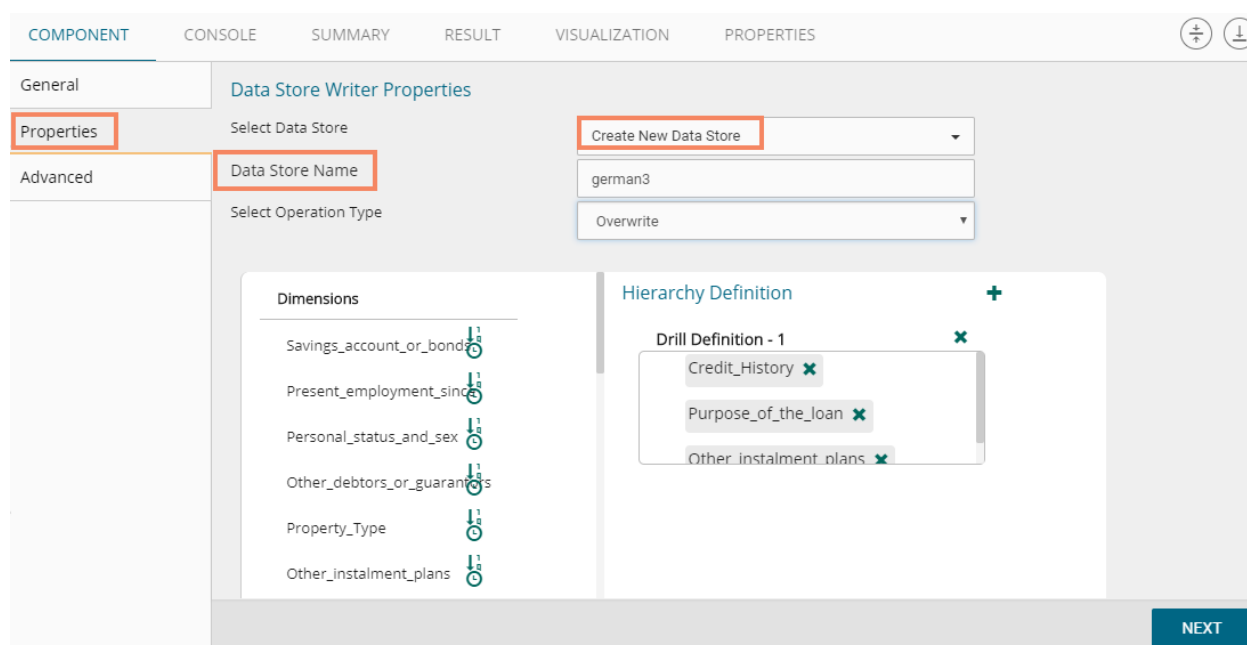 COMPONENT CONSOLE SUMMARY RESULT VISUALIZATION PROPERTIES
General
Properties
Advanced
Data Store Writer Properties
Select Data Store Create New Data Store
Data Store Name german3
Select Operation Type Overwrite
Dimensions
Savings_account_or_bonds
Present_employment_since
Personal_status_and_sex
Other_debtors_or_guarantors
Property_Type
Other_instalment_plans
Hierarchy Definition
Drill Definition - 1
Credit_History
Purpose_of_the_loan
Other_instalment_plans
NEXT